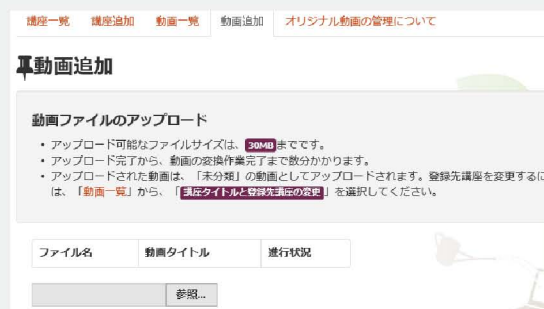 講座一覧 講座追加 動画一覧 動画追加 オリジナル動画の管理について
動画追加
動画ファイルのアップロード
• アップロード可能なファイルサイズは、30MBまでです。
• アップロード完了から、動画の変換作業完了まで数分かかります。
• アップロードされた動画は、「未分類」の動画としてアップロードされます。登録先講座を変更するに
は、「動画一覧」から、「講座タイトルと登録先講座の変更」を選択してください。
ファイル名 動画タイトル 進行状況
参照...